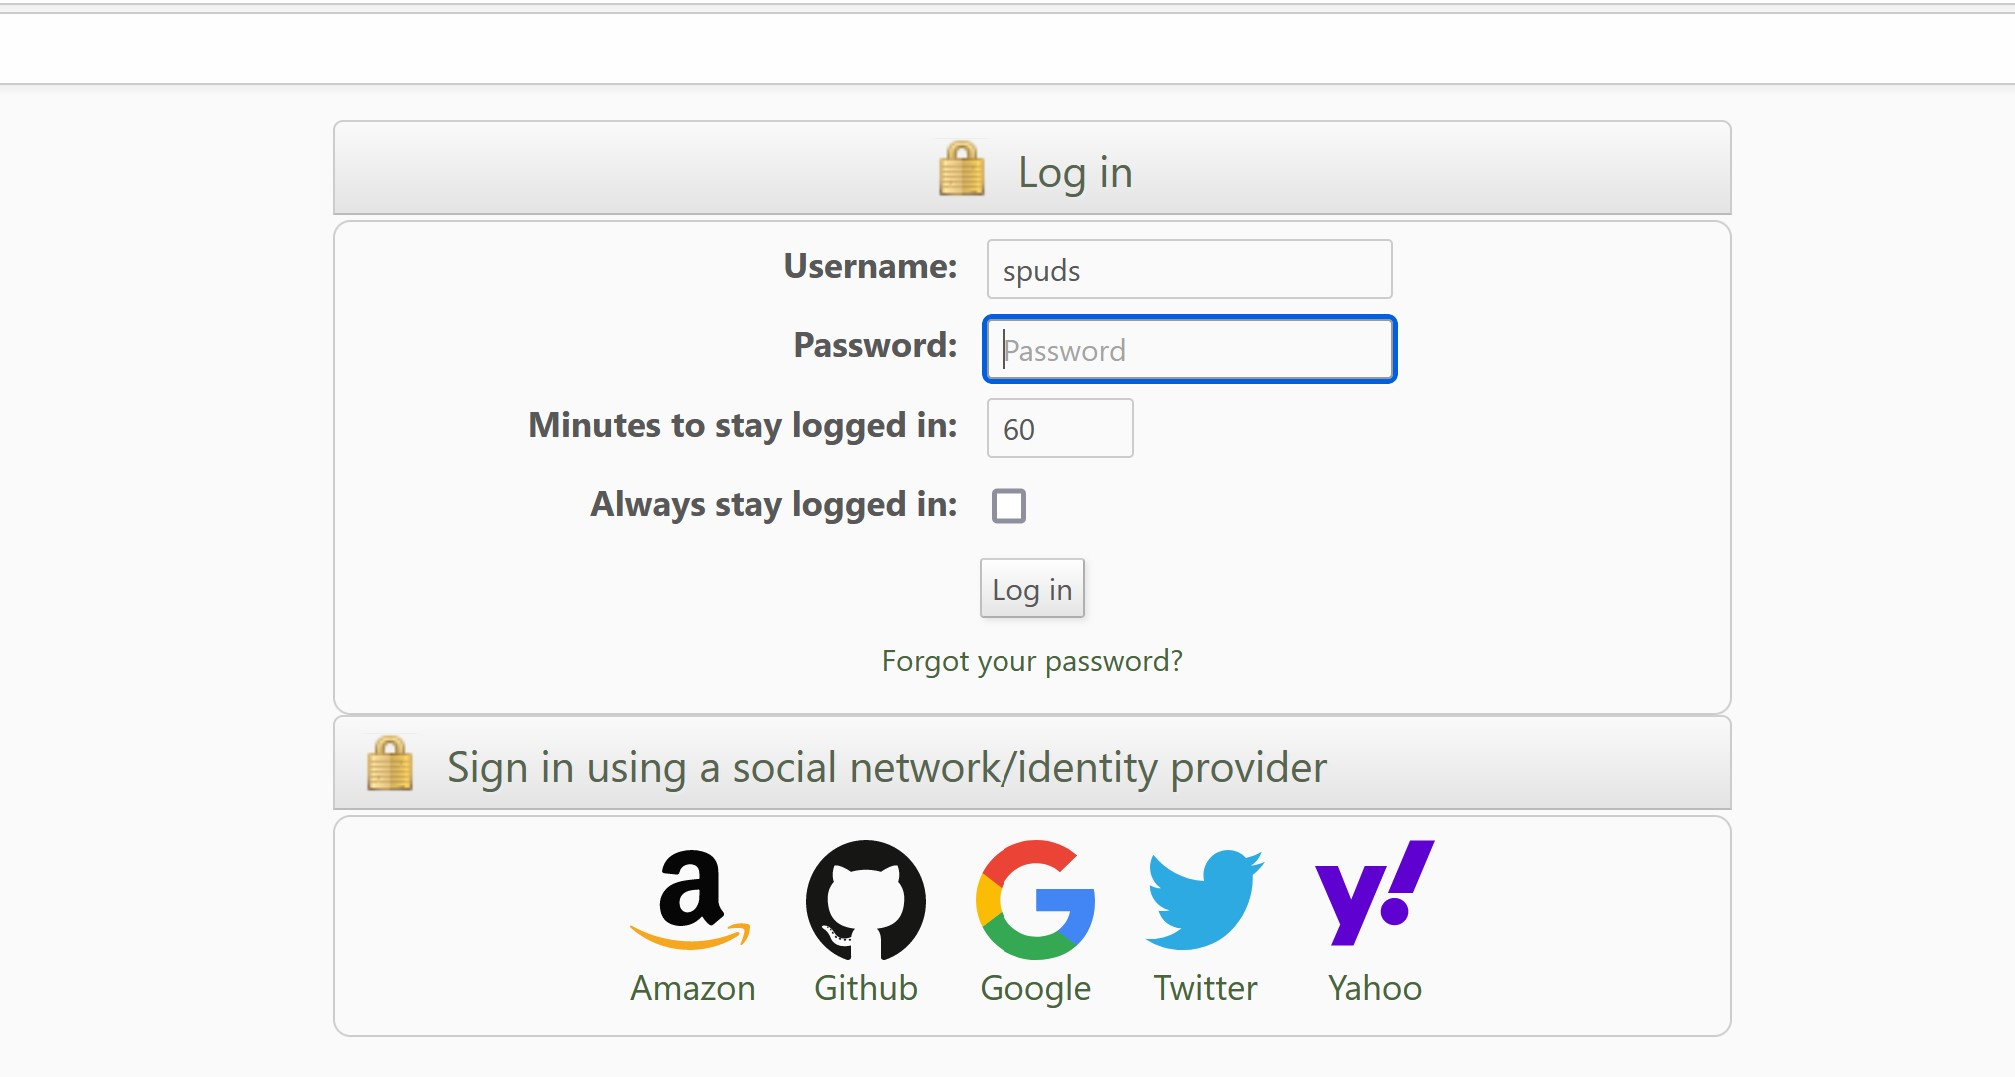 Log in
Username: spuds
Password: Password
Minutes to stay logged in: 60
Always stay logged in:
Log in
Forgot your password?
Sign in using a social network/identity provider
Amazon Github Google Twitter Yahoo